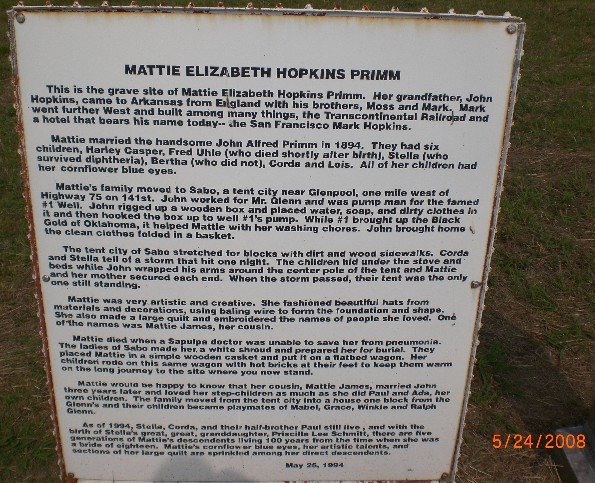 MATTIE ELIZABETH HOPKINS PRIMM
This is the grave site of Mattie Elizabeth Hopkins Primm. Her grandfather, John
Hopkins, came to Arkansas from England with his brothers, Moss and Mark. Mark
went further West and built among many things, the Transcontinental Railroad and
a hotel that bears his name today-- the San Francisco Mark Hopkins.
Mattie married the handsome John Alfred Primm in 1894. They had six
children, Harley Casper, Fred Uhle (who died shortly after birth), Stella (who
survived diphtheria), Bertha (who did not), Corda and Lois. All of her children had
her cornflower blue eyes.
Mattie's family moved to Sabo, a tent city near Glenpool, one mile west of
Highway 75 on 141st. John worked for Mr. Glenn and was pump man for the famed
#1 Well. John rigged up a wooden box and placed water, soap, and dirty clothes in
it and then hooked the box up to well #1's pump. While #1 brought up the Black
Gold of Oklahoma, it helped Mattie with her washing chores. John brought home
the clean clothes folded in a basket.
The tent city of Sabo stretched for blocks with dirt and wood sidewalks. Corda
and Stella tell of a storm that hit one night. The children hid under the stove and
beds while John wrapped his arms around the center pole of the tent and Mattie
and her mother secured each end. When the storm passed, their tent was the only
one still standing.
Mattie was very artistic and creative. She fashioned beautiful hats from
materials and decorations, using bailing wire to form the foundation and shape.
She also made a large quilt and embroidered the names of people she loved. One
of the names was Mattie James, her cousin.
Mattie died when a Sapulpa doctor was unable to save her from pneumonia.
The ladies of Sabo made her a white shroud and prepared her for burial. They
placed Mattie in a simple wooden casket and put it on a flatbed wagon. Her
children rode on this same wagon with hot bricks at their feet to keep them warm
on the long journey to the site where you now stand.
Mattie would be happy to know that her cousin, Mattie James, married John
three years later and loved her step-children as much as she did Paul and Ada, her
own children. The family moved from the tent city into a house one block from the
Glenn's and their children became playmates of Mabel, Grace, Winkie and Ralph
Glenn.
As of 1994, Stella, Corda, and their half-brother Paul still live, and with the
birth of Stella's great, great, granddaughter, Priscilla Lee Schmitt, there are five
generations of Mattie's descendents living 100 years from the time when she was
a bride of eighteen. Mattie's cornflower blue eyes, her artistic talents, and
sections of her large quilt are sprinkled among her direct descendents.
May 25, 1994
5/24/2008